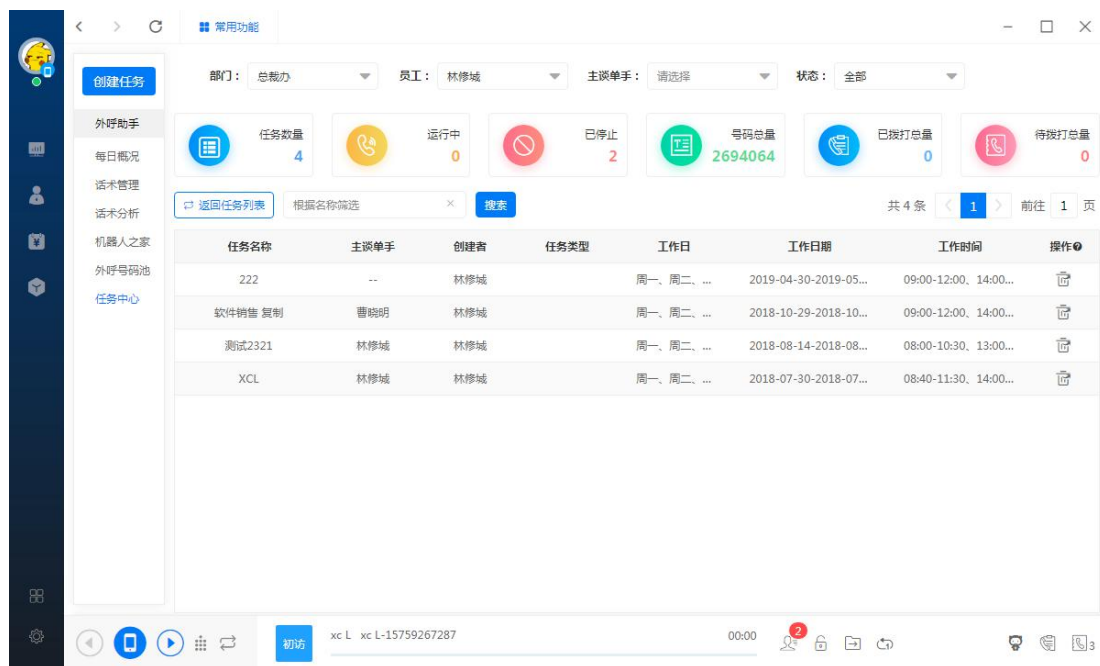 常用功能
创建任务
外呼助手
每日概况
话术管理
话术分析
机器人之家
外呼号码池
任务中心
部门： 总裁办 员工： 林修城 主谈单手： 请选择 状态： 全部
任务数量 运行中 已停止 号码总量 已拨打总量 待拨打总量
4 0 2 2694064 0 0
返回任务列表 根据名称筛选 × 搜索 共 4 条 1 前往 1 页
任务名称 主谈单手 创建者 任务类型 工作日 工作日期 工作时间 操作
222 -- 林修城 周一、周二、... 2019-04-30-2019-05... 09:00-12:00、14:00...
软件销售 复制 曹晓明 林修城 周一、周二、... 2018-10-29-2018-10... 09:00-12:00、14:00...
测试2321 林修城 林修城 周一、周二、... 2018-08-14-2018-08... 08:00-10:30、13:00...
XCL 林修城 林修城 周一、周二、... 2018-07-30-2018-07... 08:40-11:30、14:00...
初访 xc L xc L-15759267287 00:00 2 3